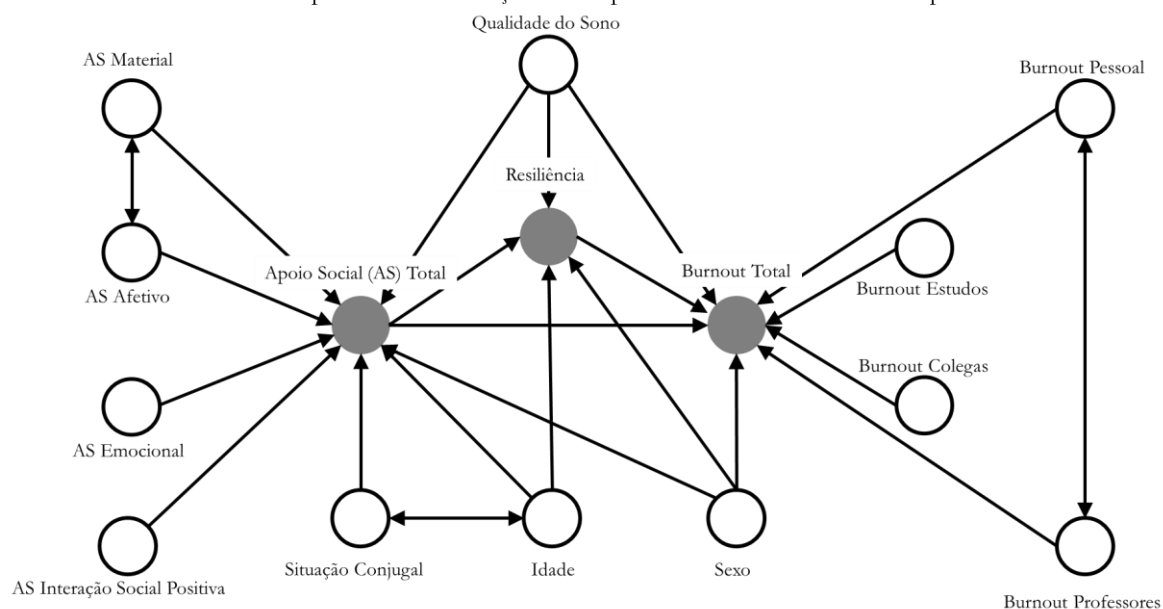 Qualidade do Sono
AS Material
Burnout Pessoal
Resiliência
Apoio Social (AS) Total
Burnout Total
AS Afetivo
Burnout Estudos
Burnout Colegas
AS Emocional
Situação Conjugal
Idade
Sexo
AS Interação Social Positiva
Burnout Professores